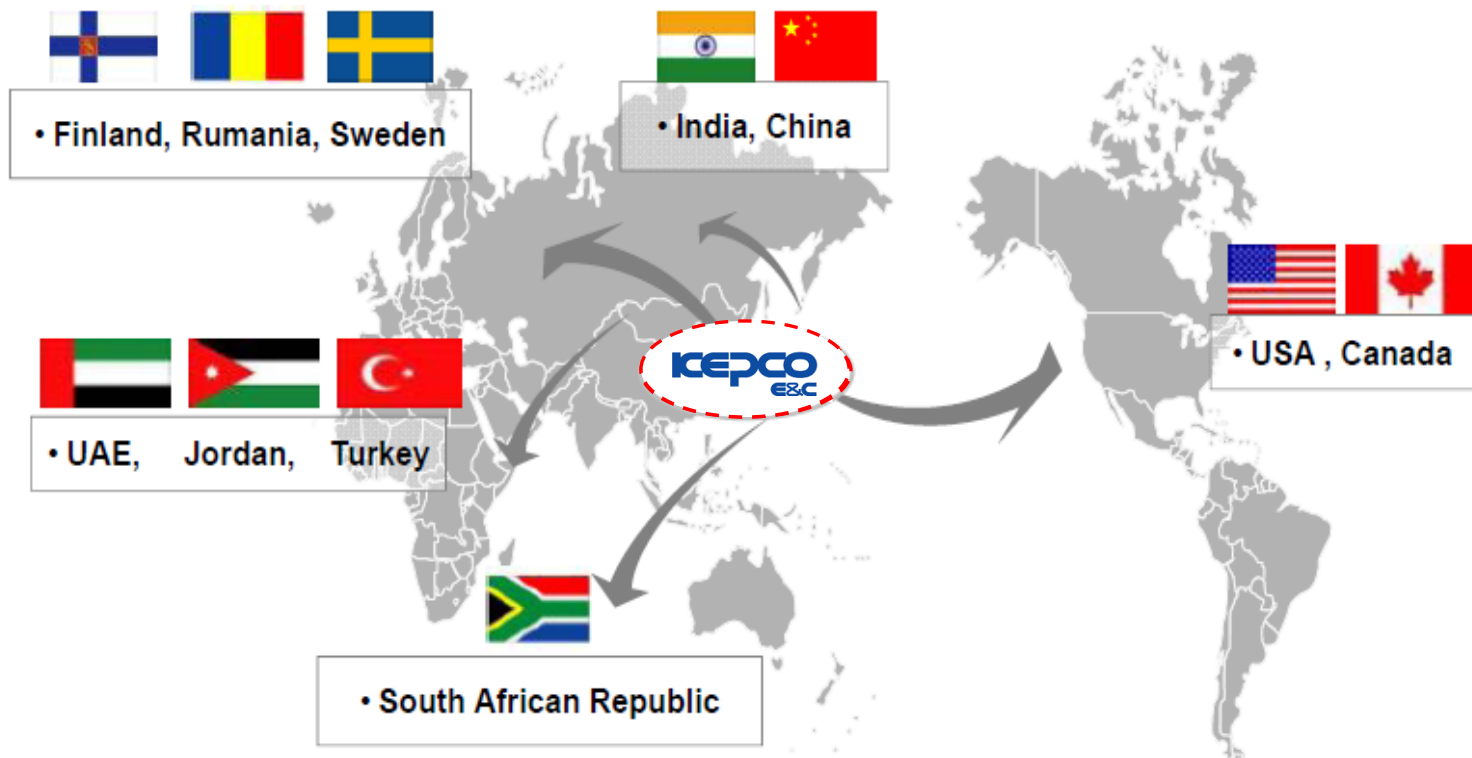 • Finland, Rumania, Sweden
• India, China
• USA , Canada
KEPCO
E&C
• UAE, Jordan, Turkey
• South African Republic